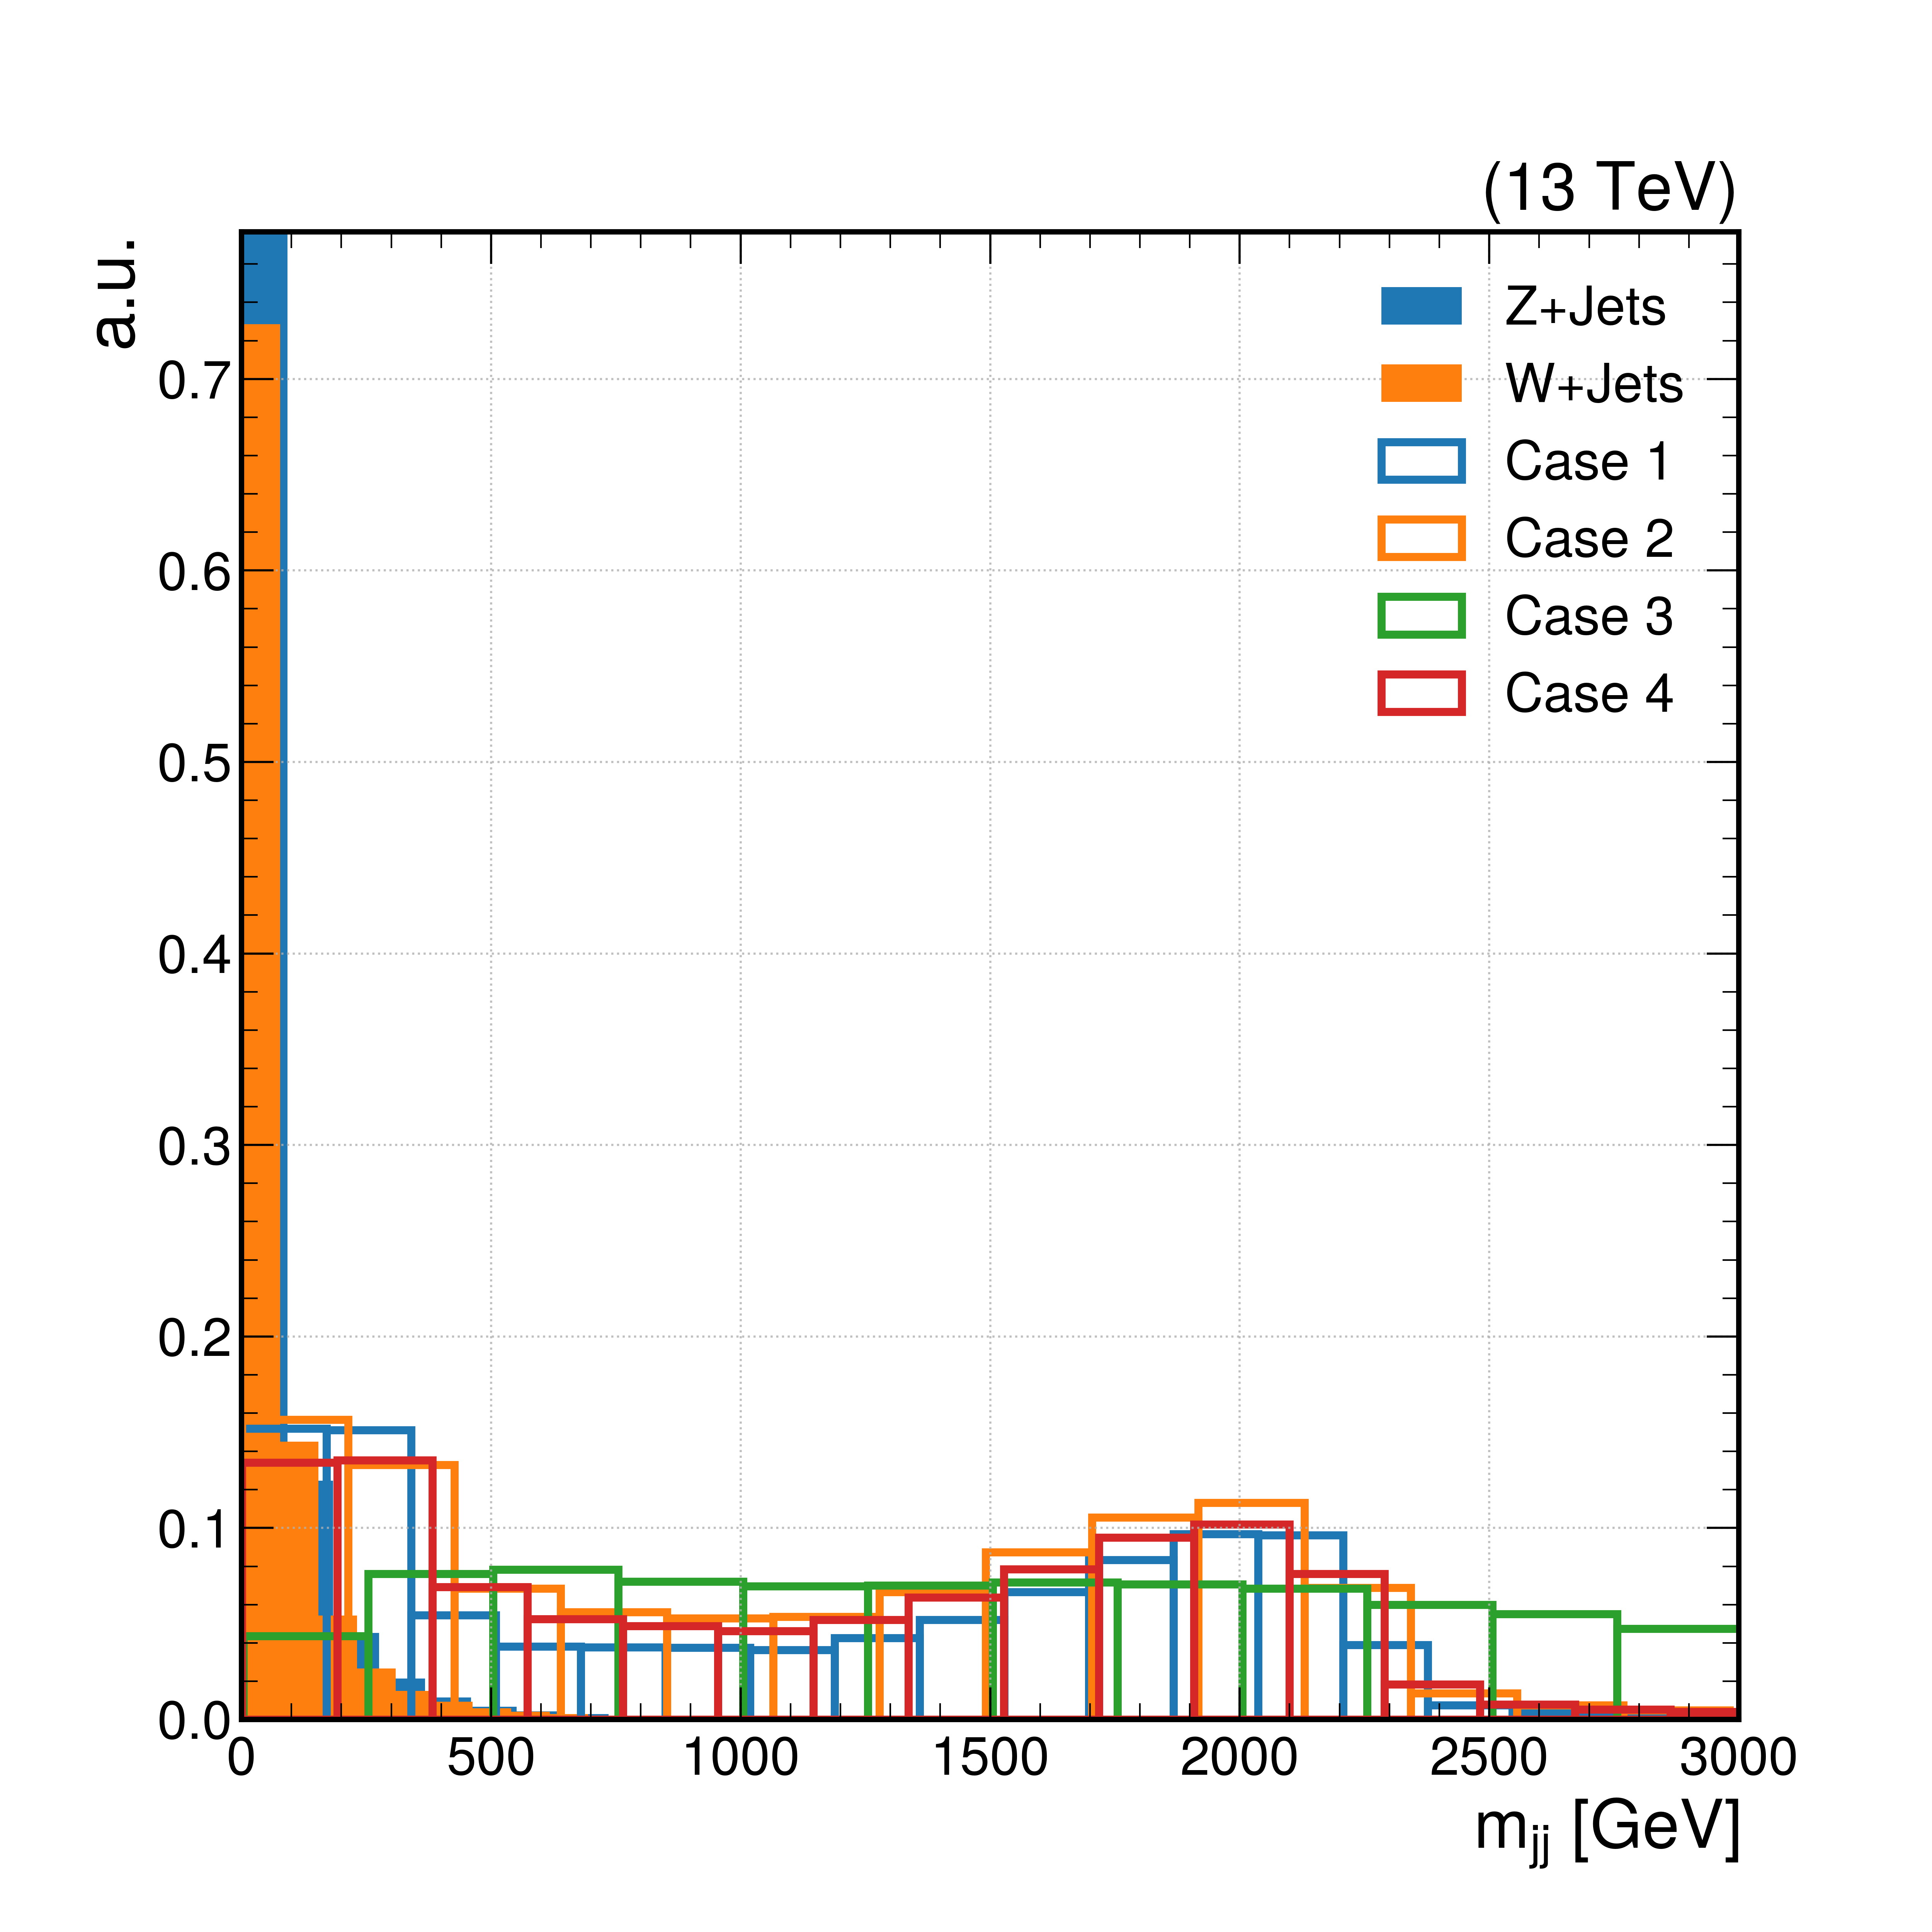 (13 TeV)
a.u.
Z+Jets
W+Jets
Case 1
Case 2
Case 3
Case 4
0.7
0.6
0.5
0.4
0.3
0.2
0.1
0.0
0 500 1000 1500 2000 2500 3000
m_jj [GeV]